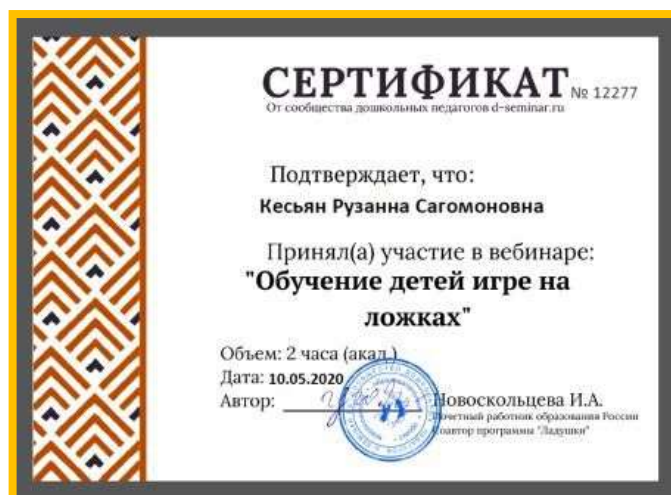 СЕРТИФИКАТ № 12277
От сообщества дошкольных педагогов d-seminar.ru
Подтверждает, что:
Кесьян Рузанна Сагомоновна
Принял(а) участие в вебинаре:
"Обучение детей игре на
ложках"
Объем: 2 часа (акад.)
Дата: 10.05.2020
Автор: Новоскольцева И.А.
Почетный работник образования России
Соавтор программы "Ладушки"